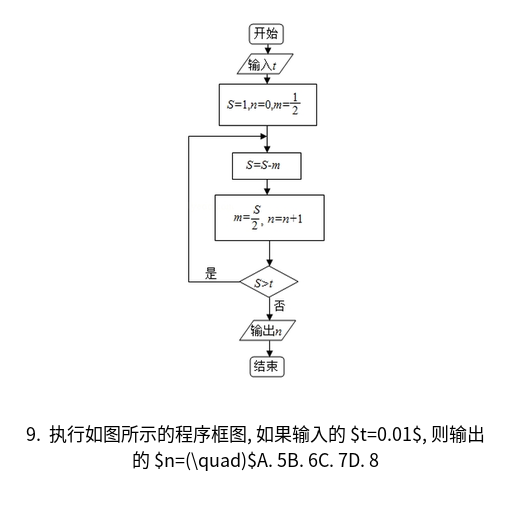 开始
输入t
S=1,n=0,m=1/2
S=S-m
m=S/2, n=n+1
是
S>t
否
输出n
结束
9. 执行如图所示的程序框图, 如果输入的 $t=0.01$, 则输出
的 $n=(\quad)$A. 5B. 6C. 7D. 8